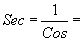 Sec = 1/Cos =